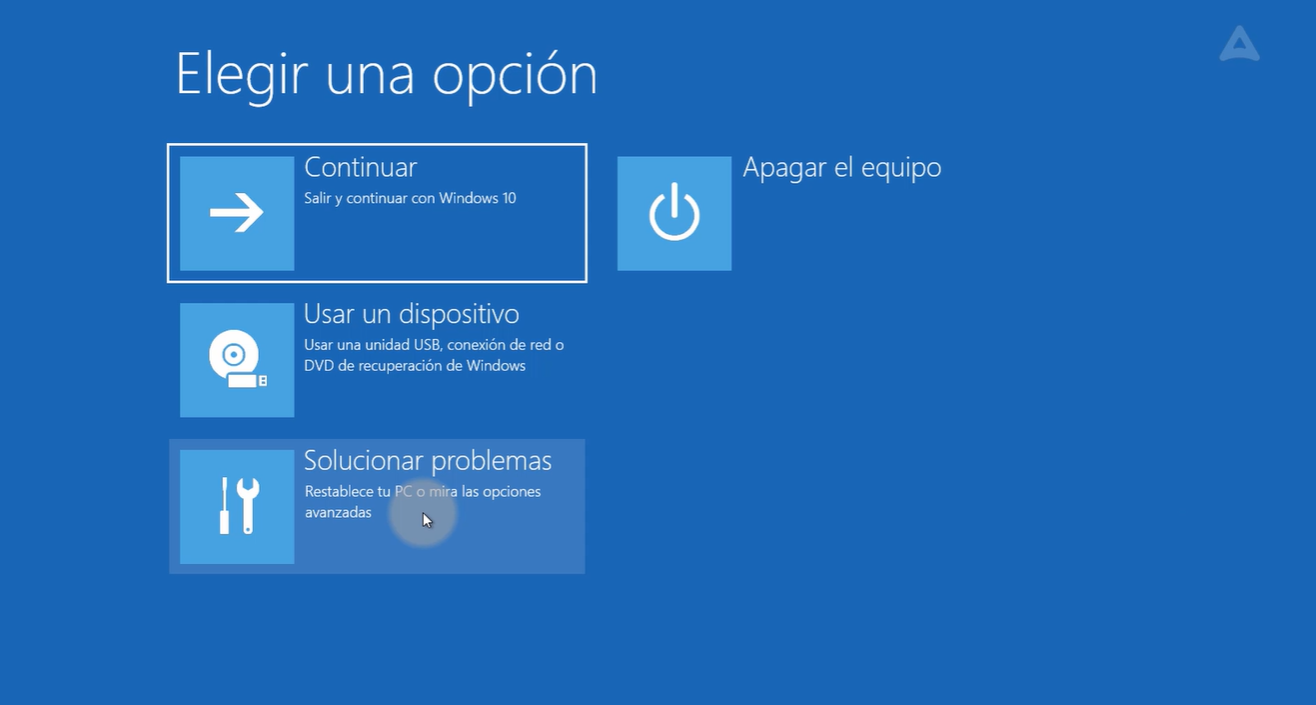 Elegir una opción
Continuar
Salir y continuar con Windows 10
Apagar el equipo
Usar un dispositivo
Usar una unidad USB, conexión de red o
DVD de recuperación de Windows
Solucionar problemas
Restablece tu PC o mira las opciones
avanzadas